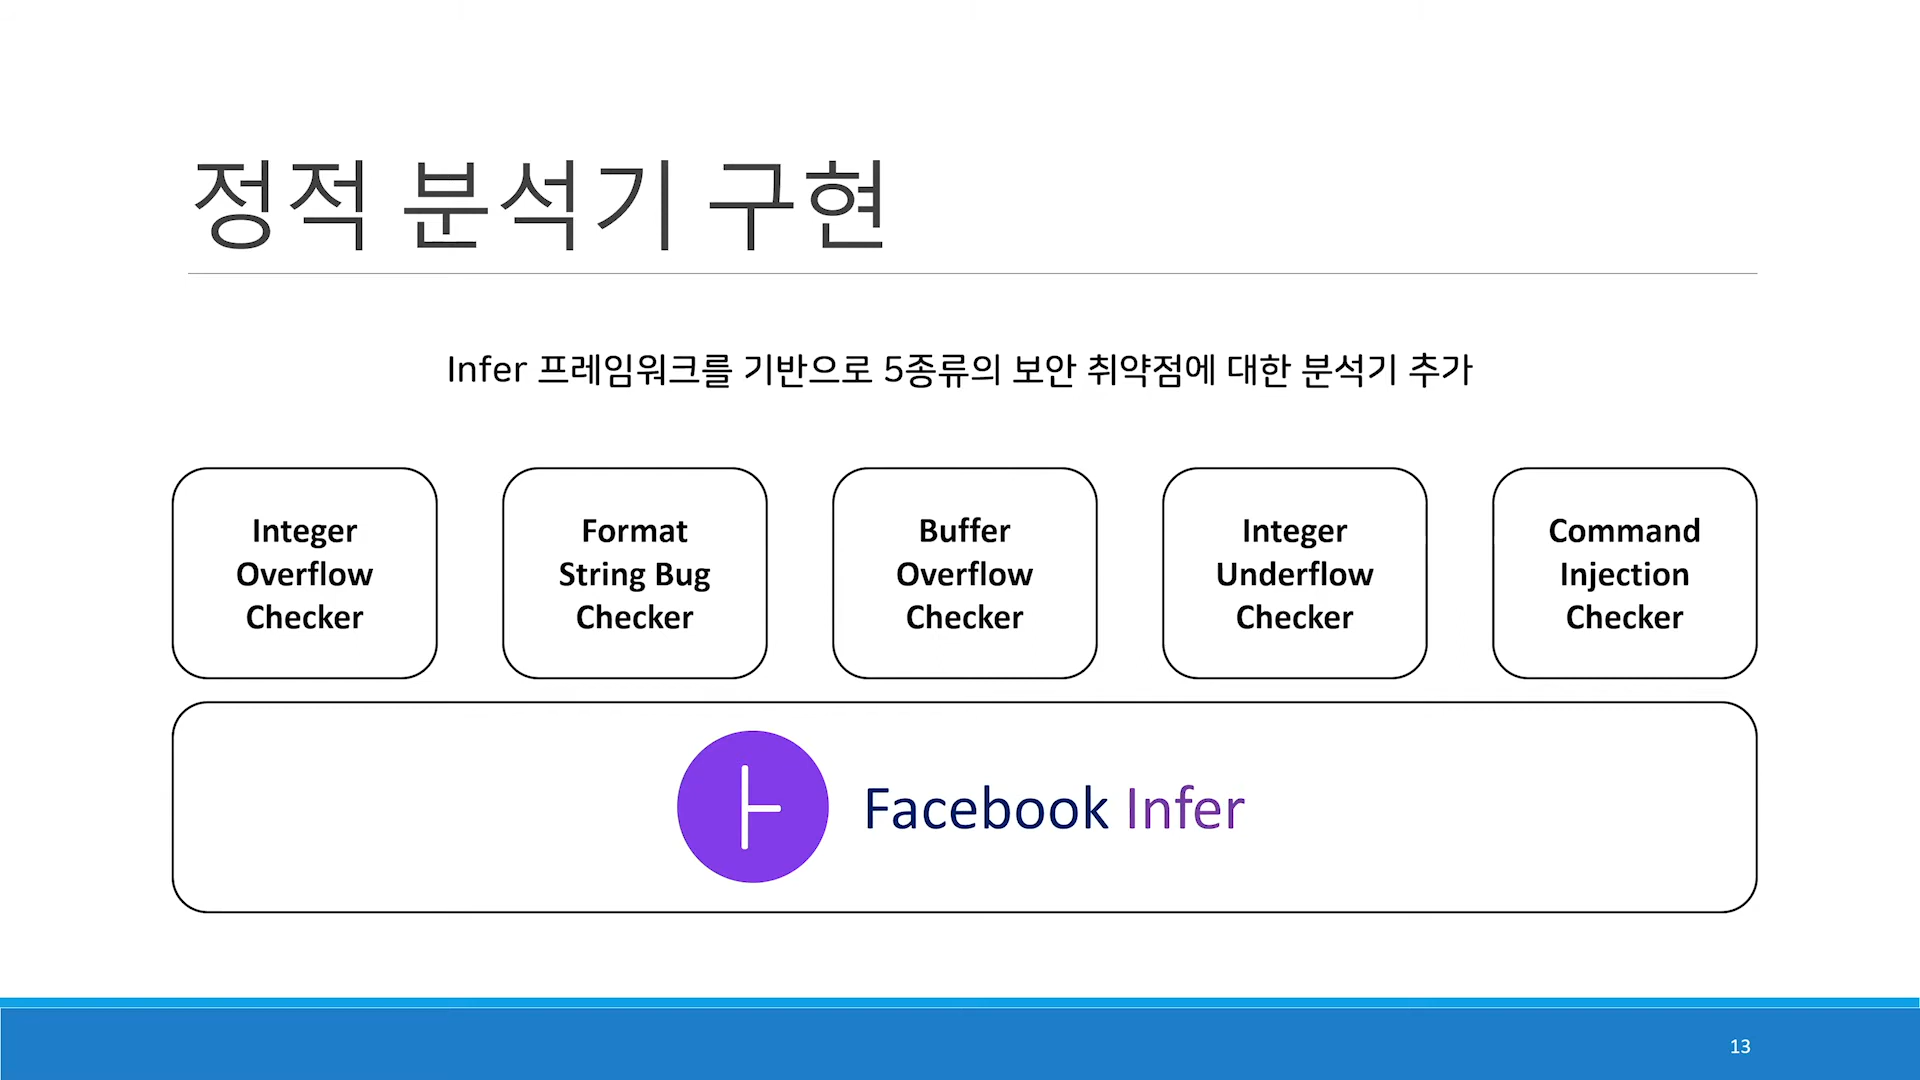 정적 분석기 구현
Infer 프레임워크를 기반으로 5종류의 보안 취약점에 대한 분석기 추가
Integer
Overflow
Checker
Format
String Bug
Checker
Buffer
Overflow
Checker
Integer
Underflow
Checker
Command
Injection
Checker
Facebook Infer
13